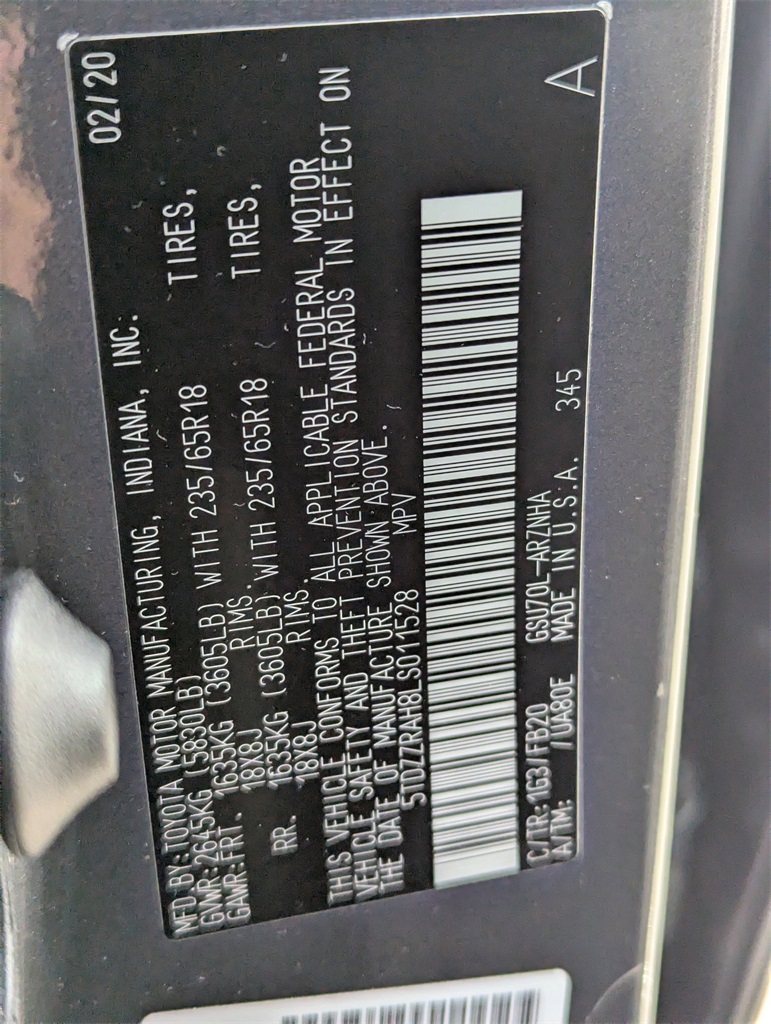 MFD BY:TOYOTA MOTOR MANUFACTURING, INDIANA, INC. 02/20
GVWR:2645KG (5830LB)
GAWR:FRT. 1635KG (3605LB) WITH 235/65R18 TIRES,
18X8J RIMS.
RR. 1635KG (3605LB) WITH 235/65R18 TIRES,
18X8J RIMS.
THIS VEHICLE CONFORMS TO ALL APPLICABLE FEDERAL MOTOR
VEHICLE SAFETY AND THEFT PREVENTION STANDARDS IN EFFECT ON
THE DATE OF MANUFACTURE SHOWN ABOVE.
5TDZZRAH8LS011528 MPV
C/TR:1G3/FB20 GSU70L-ARZNHA
A/TM: /UA80E MADE IN U.S.A. 345 A